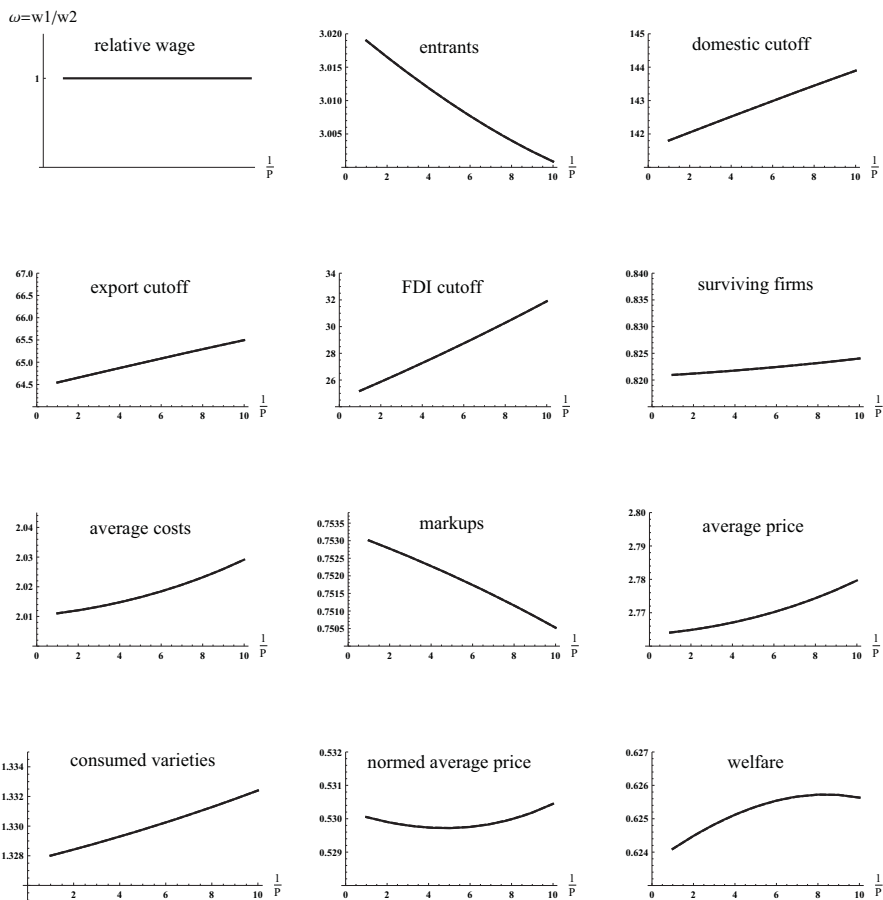 ω=w1/w2
relative wage
1
1/P
entrants
3.020
3.015
3.010
3.005
0 2 4 6 8 10
1/P
domestic cutoff
145
144
143
142
0 2 4 6 8 10
1/P
export cutoff
67.0
66.5
66.0
65.5
65.0
64.5
0 2 4 6 8 10
1/P
FDI cutoff
34
32
30
28
26
0 2 4 6 8 10
1/P
surviving firms
0.840
0.835
0.830
0.825
0.820
0 2 4 6 8 10
1/P
average costs
2.04
2.03
2.02
2.01
0 2 4 6 8 10
1/P
markups
0.7535
0.7530
0.7525
0.7520
0.7515
0.7510
0.7505
0 2 4 6 8 10
1/P
average price
2.80
2.79
2.78
2.77
0 2 4 6 8 10
1/P
consumed varieties
1.334
1.332
1.330
1.328
0 2 4 6 8 10
1/P
normed average price
0.532
0.531
0.530
0.529
0 2 4 6 8 10
1/P
welfare
0.627
0.626
0.625
0.624
0 2 4 6 8 10
1/P